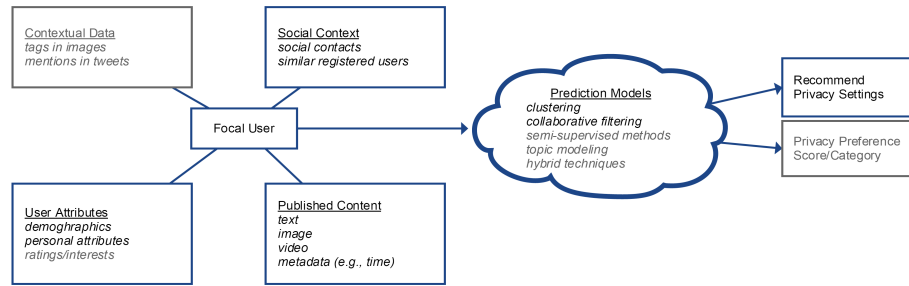 Contextual Data
tags in images
mentions in tweets
Social Context
social contacts
similar registered users
Focal User
User Attributes
demoghraphics
personal attributes
ratings/interests
Published Content
text
image
video
metadata (e.g., time)
Prediction Models
clustering
collaborative filtering
semi-supervised methods
topic modeling
hybrid techniques
Recommend
Privacy Settings
Privacy Preference
Score/Category